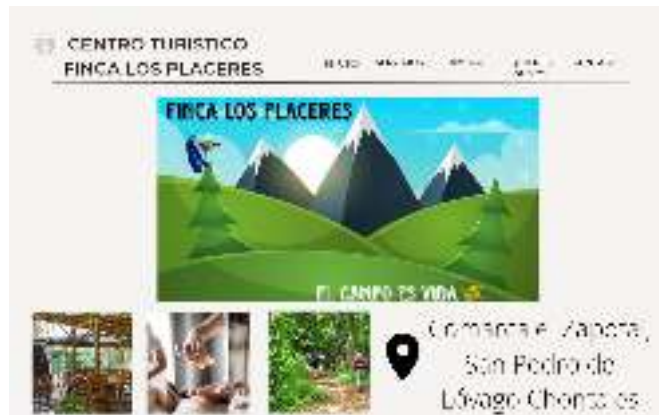 CENTRO TURISTICO
FINCA LOS PLACERES
FINCA LOS PLACERES
EL CAMPO ES VIDA
Comarca el Zapotal,
San Pedro de
Lóvago Chontales